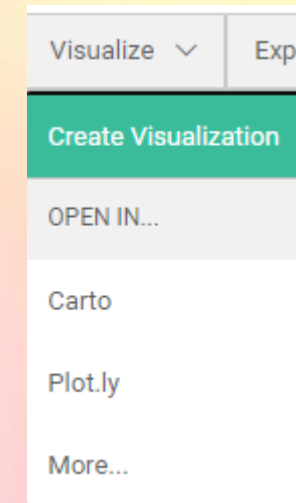 Visualize Exp
Create Visualization
OPEN IN...
Carto
Plot.ly
More...